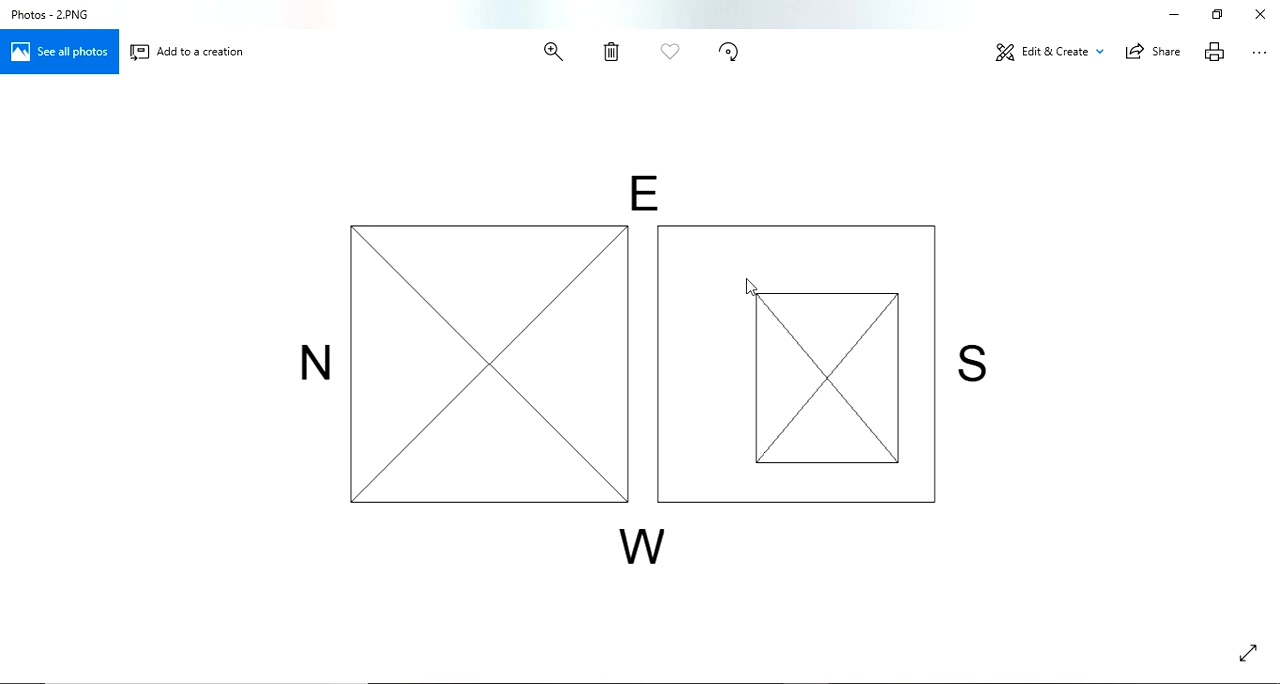 Photos - 2.PNG
See all photos
Add to a creation
Edit & Create
Share
E
N
S
W